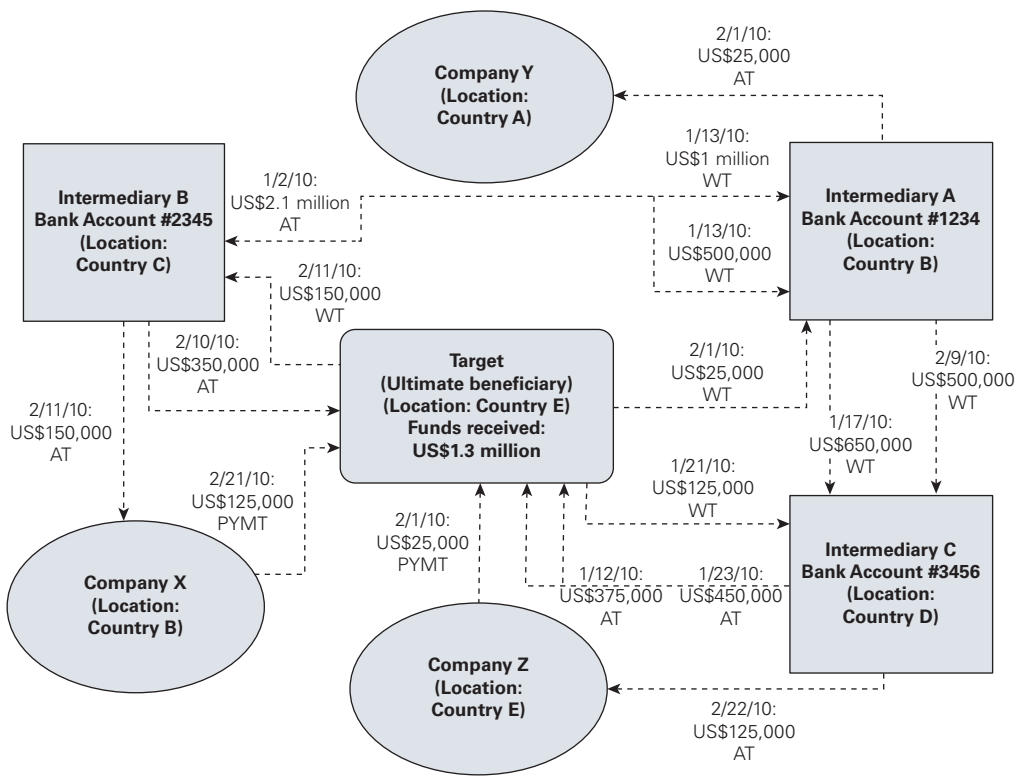 2/1/10:
US$25,000
AT
Company Y
(Location:
Country A)
1/13/10:
US$1 million
WT
Intermediary B
Bank Account #2345
(Location:
Country C)
1/2/10:
US$2.1 million
AT
Intermediary A
Bank Account #1234
(Location:
Country B)
1/13/10:
US$500,000
WT
2/11/10:
US$150,000
WT
2/10/10:
US$350,000
AT
Target
(Ultimate beneficiary)
(Location: Country E)
Funds received:
US$1.3 million
2/1/10:
US$25,000
WT
2/9/10:
US$500,000
WT
2/11/10:
US$150,000
AT
1/17/10:
US$650,000
WT
2/21/10:
US$125,000
PYMT
1/21/10:
US$125,000
WT
2/1/10:
US$25,000
PYMT
Intermediary C
Bank Account #3456
(Location:
Country D)
Company X
(Location:
Country B)
1/12/10:
US$375,000
AT
1/23/10:
US$450,000
AT
Company Z
(Location:
Country E)
2/22/10:
US$125,000
AT